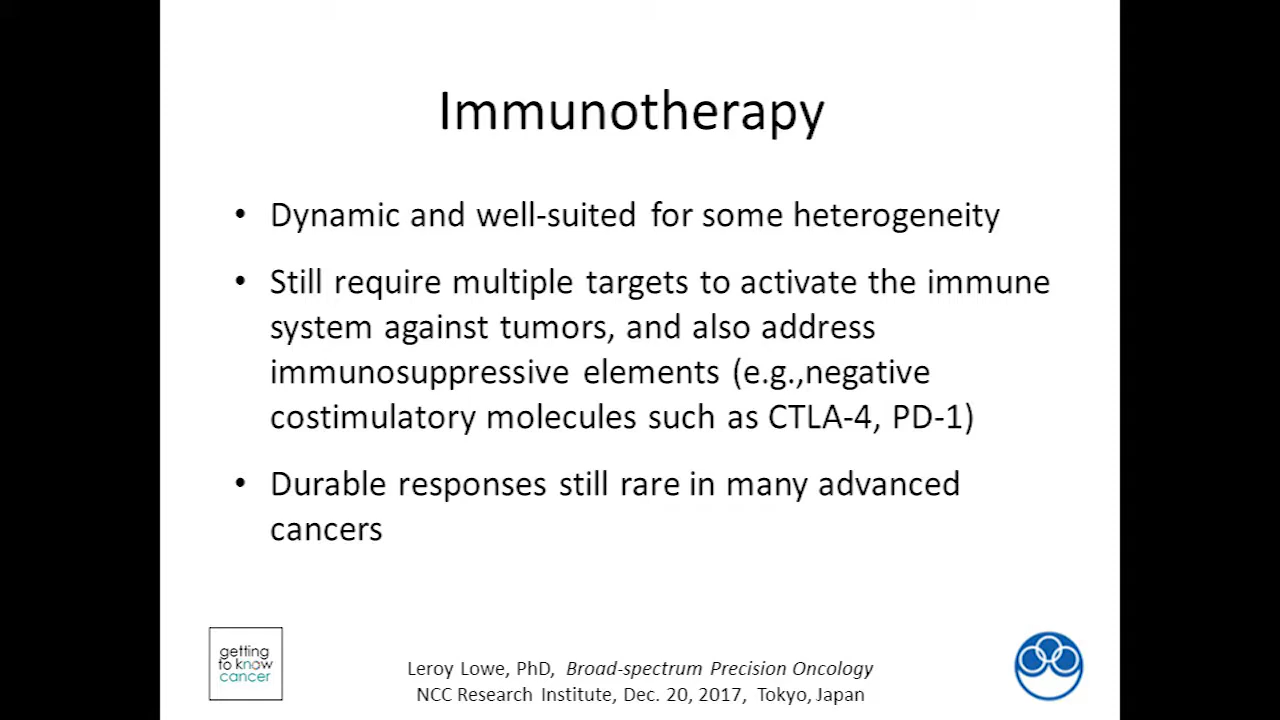 Immunotherapy
• Dynamic and well-suited for some heterogeneity
• Still require multiple targets to activate the immune
system against tumors, and also address
immunosuppressive elements (e.g.,negative
costimulatory molecules such as CTLA-4, PD-1)
• Durable responses still rare in many advanced
cancers
getting
to know
cancer
Leroy Lowe, PhD, Broad-spectrum Precision Oncology
NCC Research Institute, Dec. 20, 2017, Tokyo, Japan